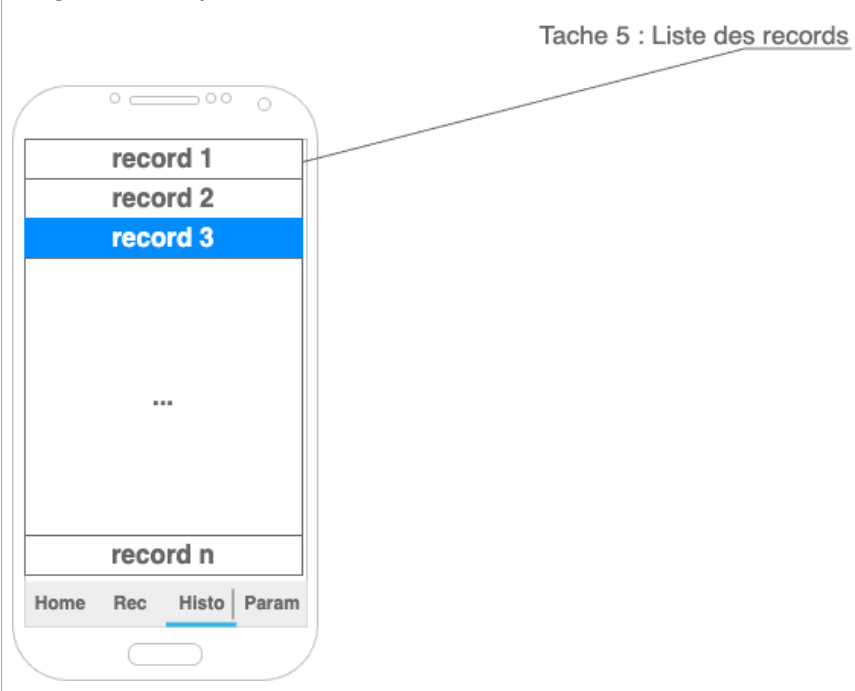 Tache 5 : Liste des records
record 1
record 2
record 3
...
record n
Home Rec Histo Param